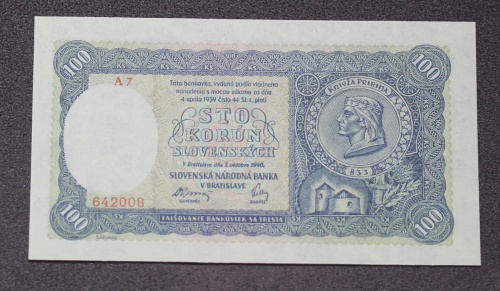 100
100
A 7
Táto bankovka, vydaná podľa vládneho
nariadenia s mocou zákona zo dňa
4. apríla 1939 číslo 44 Sl. z., platí
STO
KORÚN
SLOVENSKÝCH
V Bratislave dňa 7. októbra 1940.
SLOVENSKÁ NÁRODNÁ BANKA
V BRATISLAVE
GUVERNÉR
642008
KNIEŽA PRIBINA
833
100
100
FALŠOVANIE BANKOVIEK SA TRESTÁ